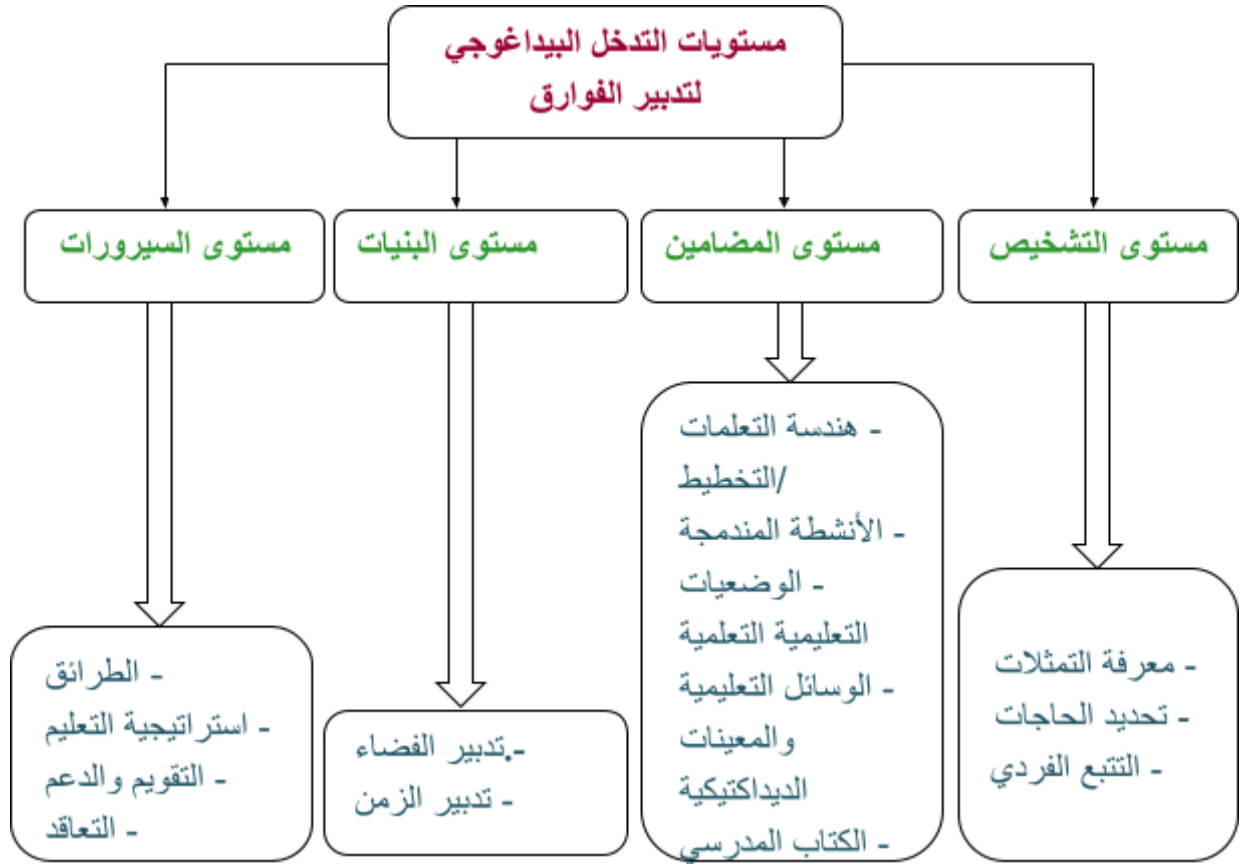 مستويات التدخل البيداغوجي
لتدبير الفوارق
مستوى التشخيص
مستوى المضامين
مستوى البنيات
مستوى السيرورات
- معرفة التمثلات
- تحديد الحاجات
- التتبع الفردي
- هندسة التعلمات
/التخطيط
- الأنشطة المندمجة
- الوضعيات
التعليمية التعلمية
- الوسائل التعليمية
والمعينات
الديداكتيكية
- الكتاب المدرسي
-.تدبير الفضاء
- تدبير الزمن
- الطرائق
- استراتيجية التعليم
- التقويم والدعم
- التعاقد